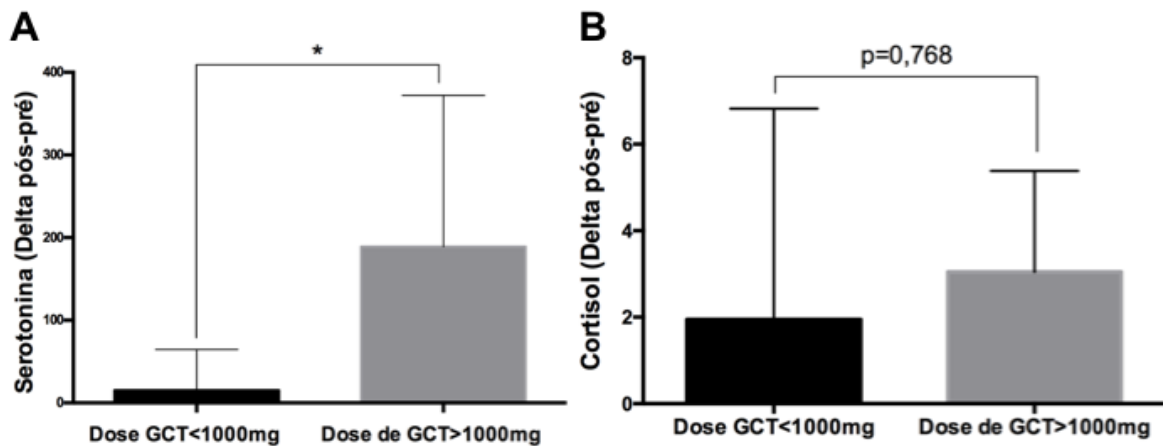 A
Serotonina (Delta pós-pré)
400
300
200
100
0
*
Dose GCT<1000mg
Dose de GCT>1000mg
B
Cortisol (Delta pós-pré)
8
6
4
2
0
p=0,768
Dose GCT<1000mg
Dose de GCT>1000mg